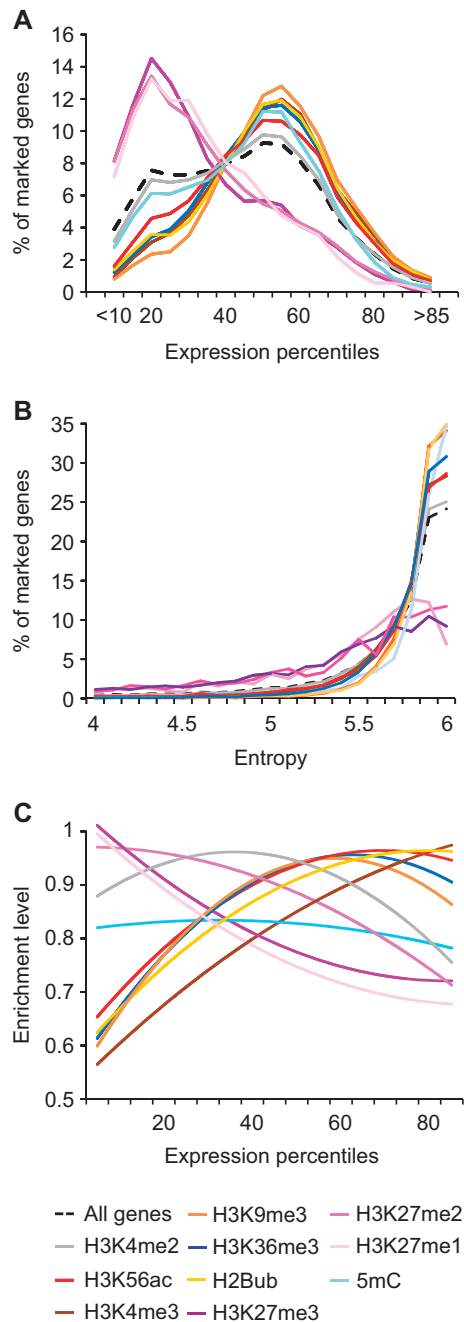 A
16
14
12
10
8
6
4
2
0
% of marked genes
<10 20 40 60 80 >85
Expression percentiles
B
35
30
25
20
15
10
5
0
% of marked genes
4 4.5 5 5.5 6
Entropy
C
1
0.9
0.8
0.7
0.6
0.5
Enrichment level
20 40 60 80
Expression percentiles
All genes H3K9me3 H3K27me2
H3K4me2 H3K36me3 H3K27me1
H3K56ac H2Bub 5mC
H3K4me3 H3K27me3